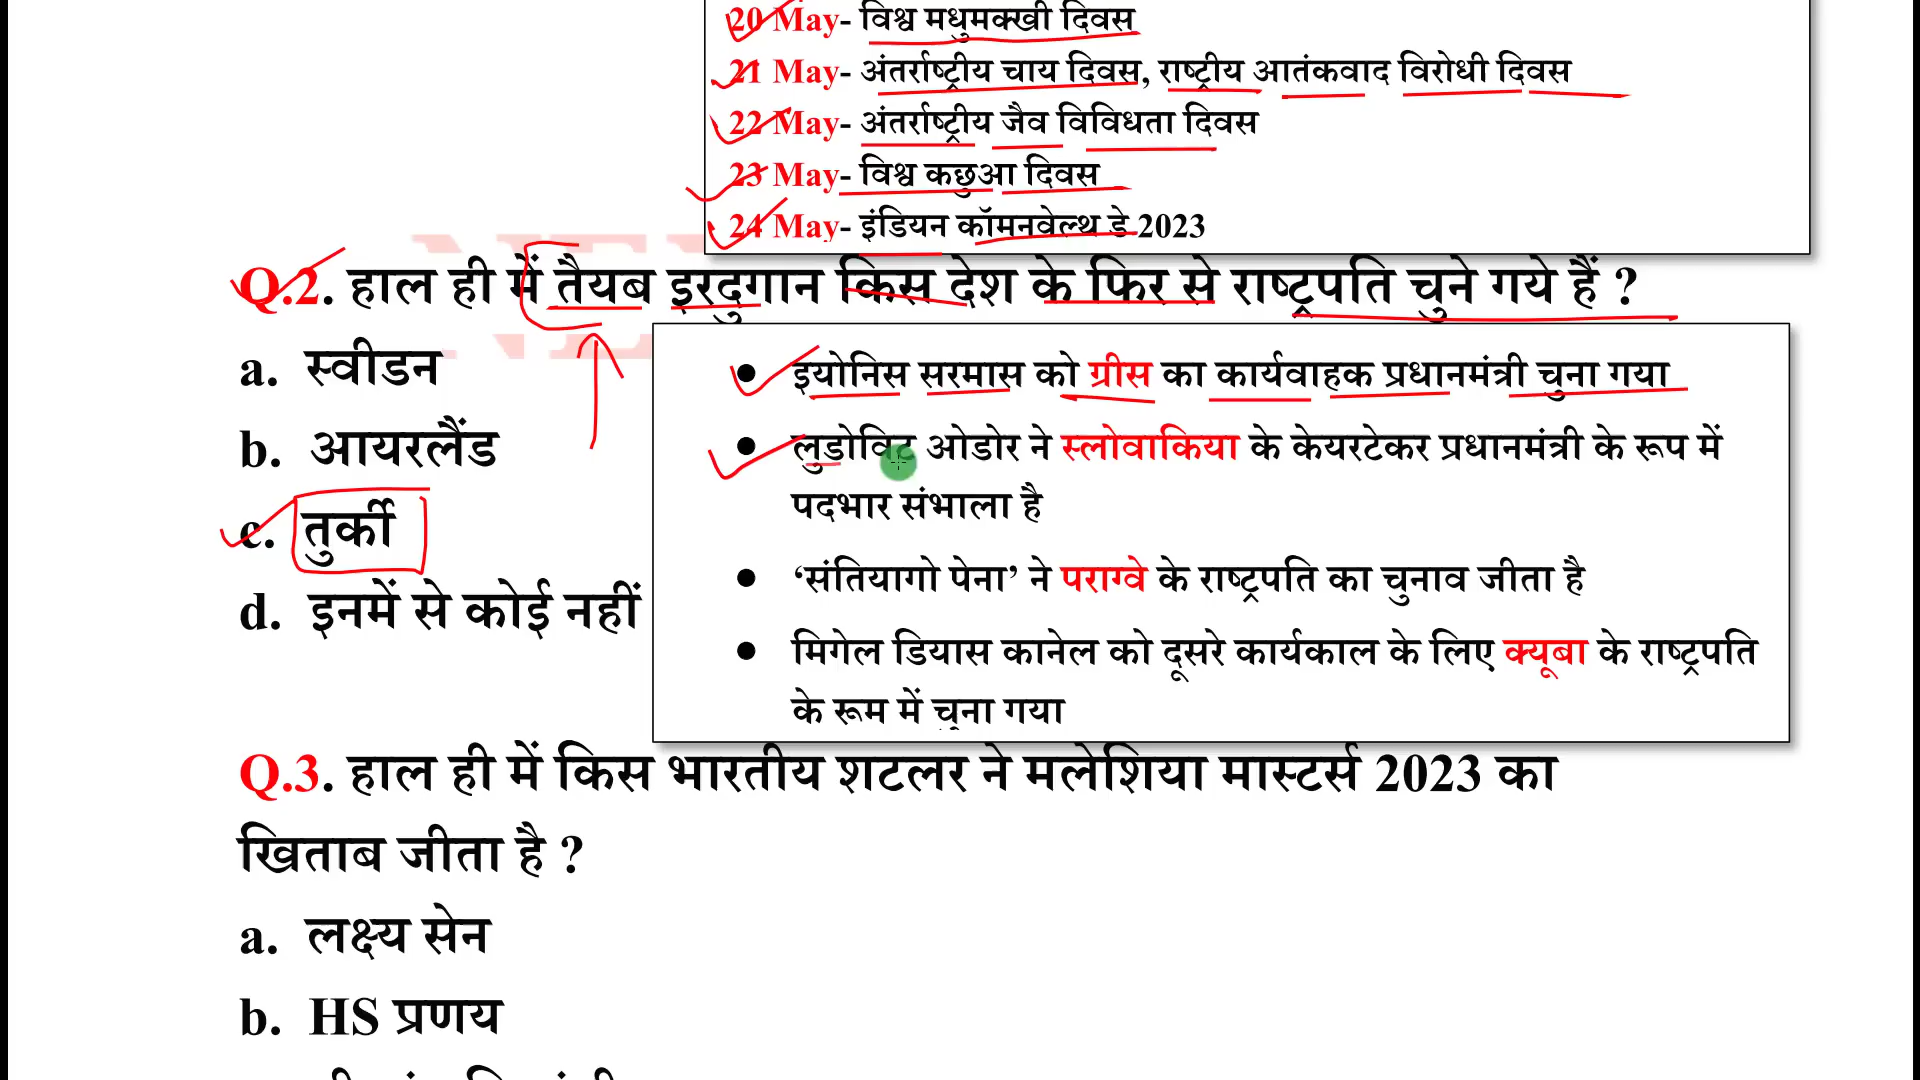 20 May- विश्व मधुमक्खी दिवस
21 May- अंतर्राष्ट्रीय चाय दिवस, राष्ट्रीय आतंकवाद विरोधी दिवस
22 May- अंतर्राष्ट्रीय जैव विविधता दिवस
23 May- विश्व कछुआ दिवस
24 May- इंडियन कॉमनवेल्थ डे 2023
Q.2. हाल ही में तैयब इरदुगान किस देश के फिर से राष्ट्रपति चुने गये हैं ?
a. स्वीडन
b. आयरलैंड
c. तुर्की
d. इनमें से कोई नहीं
● इयोनिस सरमास को ग्रीस का कार्यवाहक प्रधानमंत्री चुना गया
● लुडोविट ओडोर ने स्लोवाकिया के केयरटेकर प्रधानमंत्री के रूप में
पदभार संभाला है
● ‘संतियागो पेना’ ने पराग्वे के राष्ट्रपति का चुनाव जीता है
● मिगेल डियास कानेल को दूसरे कार्यकाल के लिए क्यूबा के राष्ट्रपति
के रूम में चुना गया
Q.3. हाल ही में किस भारतीय शटलर ने मलेशिया मास्टर्स 2023 का
खिताब जीता है ?
a. लक्ष्य सेन
b. HS प्रणय